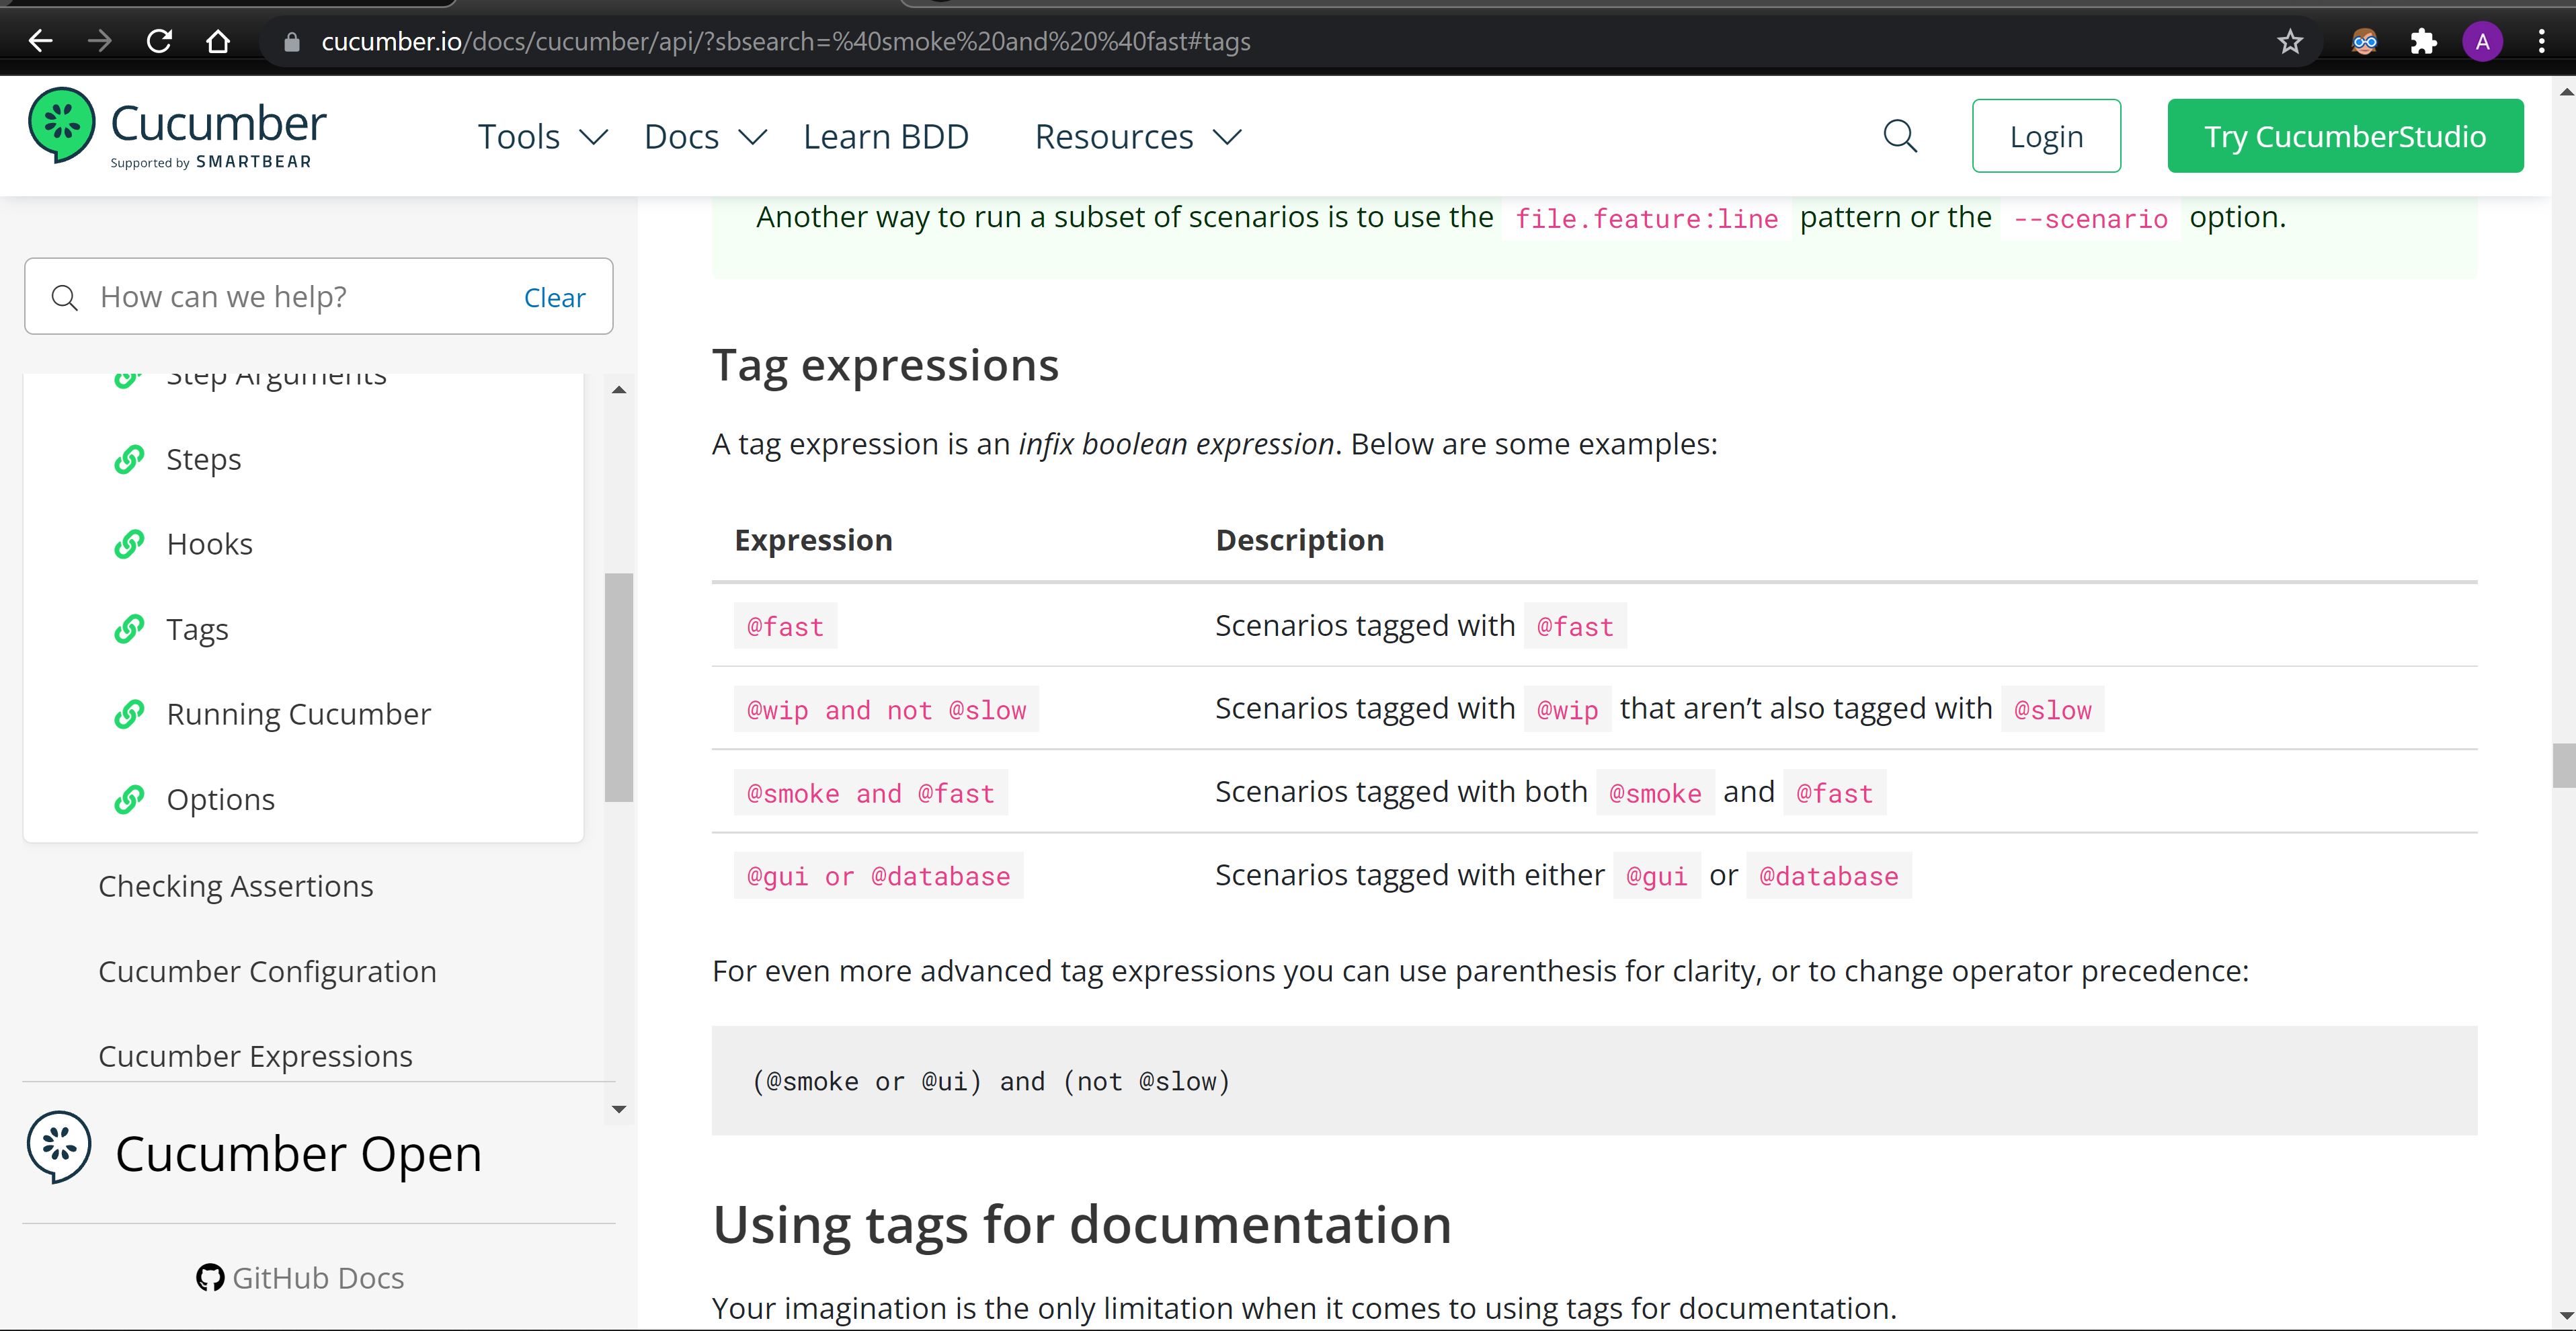 cucumber.io/docs/cucumber/api/?sbsearch=%40smoke%20and%20%40fast#tags
A
Cucumber
Supported by SMARTBEAR
Tools
Docs
Learn BDD
Resources
Login
Try CucumberStudio
How can we help?
Clear
Step Arguments
Steps
Hooks
Tags
Running Cucumber
Options
Checking Assertions
Cucumber Configuration
Cucumber Expressions
Cucumber Open
GitHub Docs
Another way to run a subset of scenarios is to use the file.feature:line pattern or the --scenario option.
Tag expressions
A tag expression is an infix boolean expression. Below are some examples:
Expression Description
@fast Scenarios tagged with @fast
@wip and not @slow Scenarios tagged with @wip that aren’t also tagged with @slow
@smoke and @fast Scenarios tagged with both @smoke and @fast
@gui or @database Scenarios tagged with either @gui or @database
For even more advanced tag expressions you can use parenthesis for clarity, or to change operator precedence:
(@smoke or @ui) and (not @slow)
Using tags for documentation
Your imagination is the only limitation when it comes to using tags for documentation.